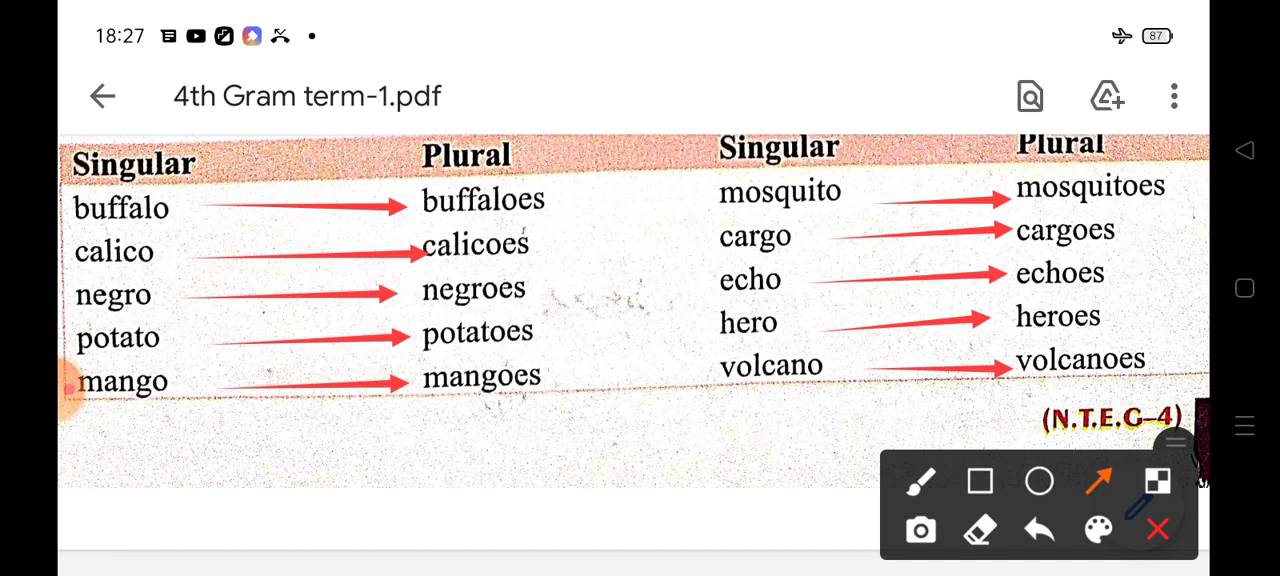 18:27 87
4th Gram term-1.pdf
Singular Plural Singular Plural
buffalo buffaloes mosquito mosquitoes
calico calicoes cargo cargoes
negro negroes echo echoes
potato potatoes hero heroes
mango mangoes volcano volcanoes
(N.T.E.G–4)